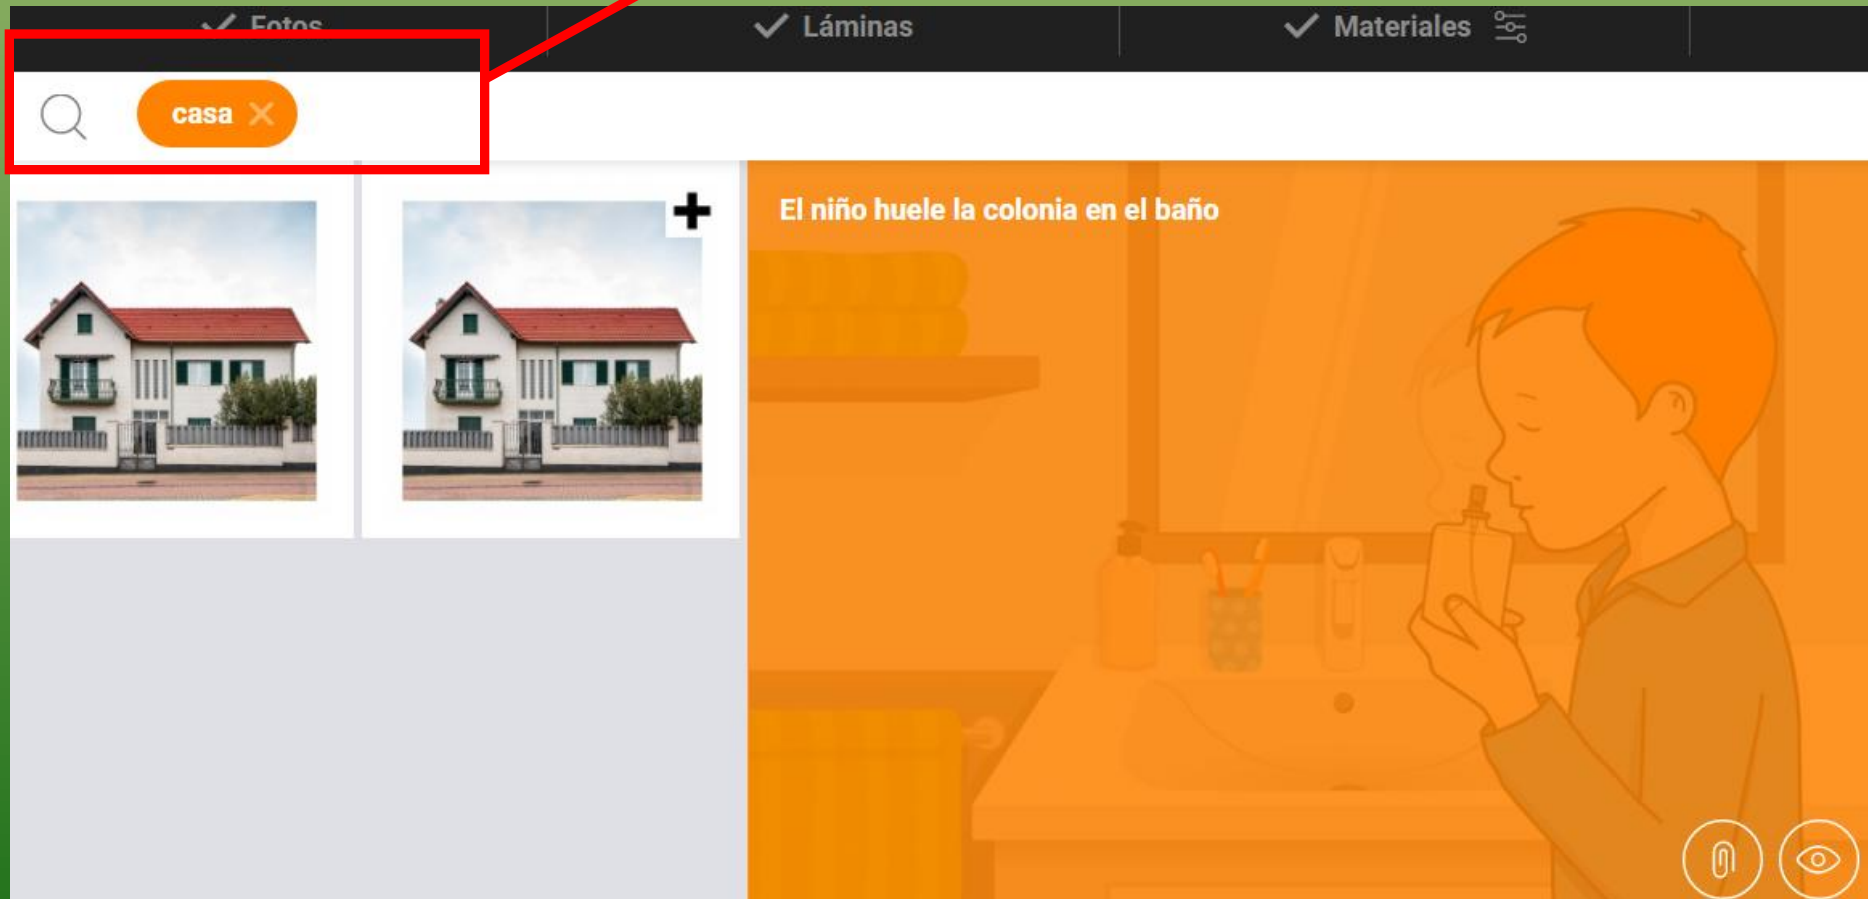 Fotos
Láminas
Materiales
casa
El niño huele la colonia en el baño